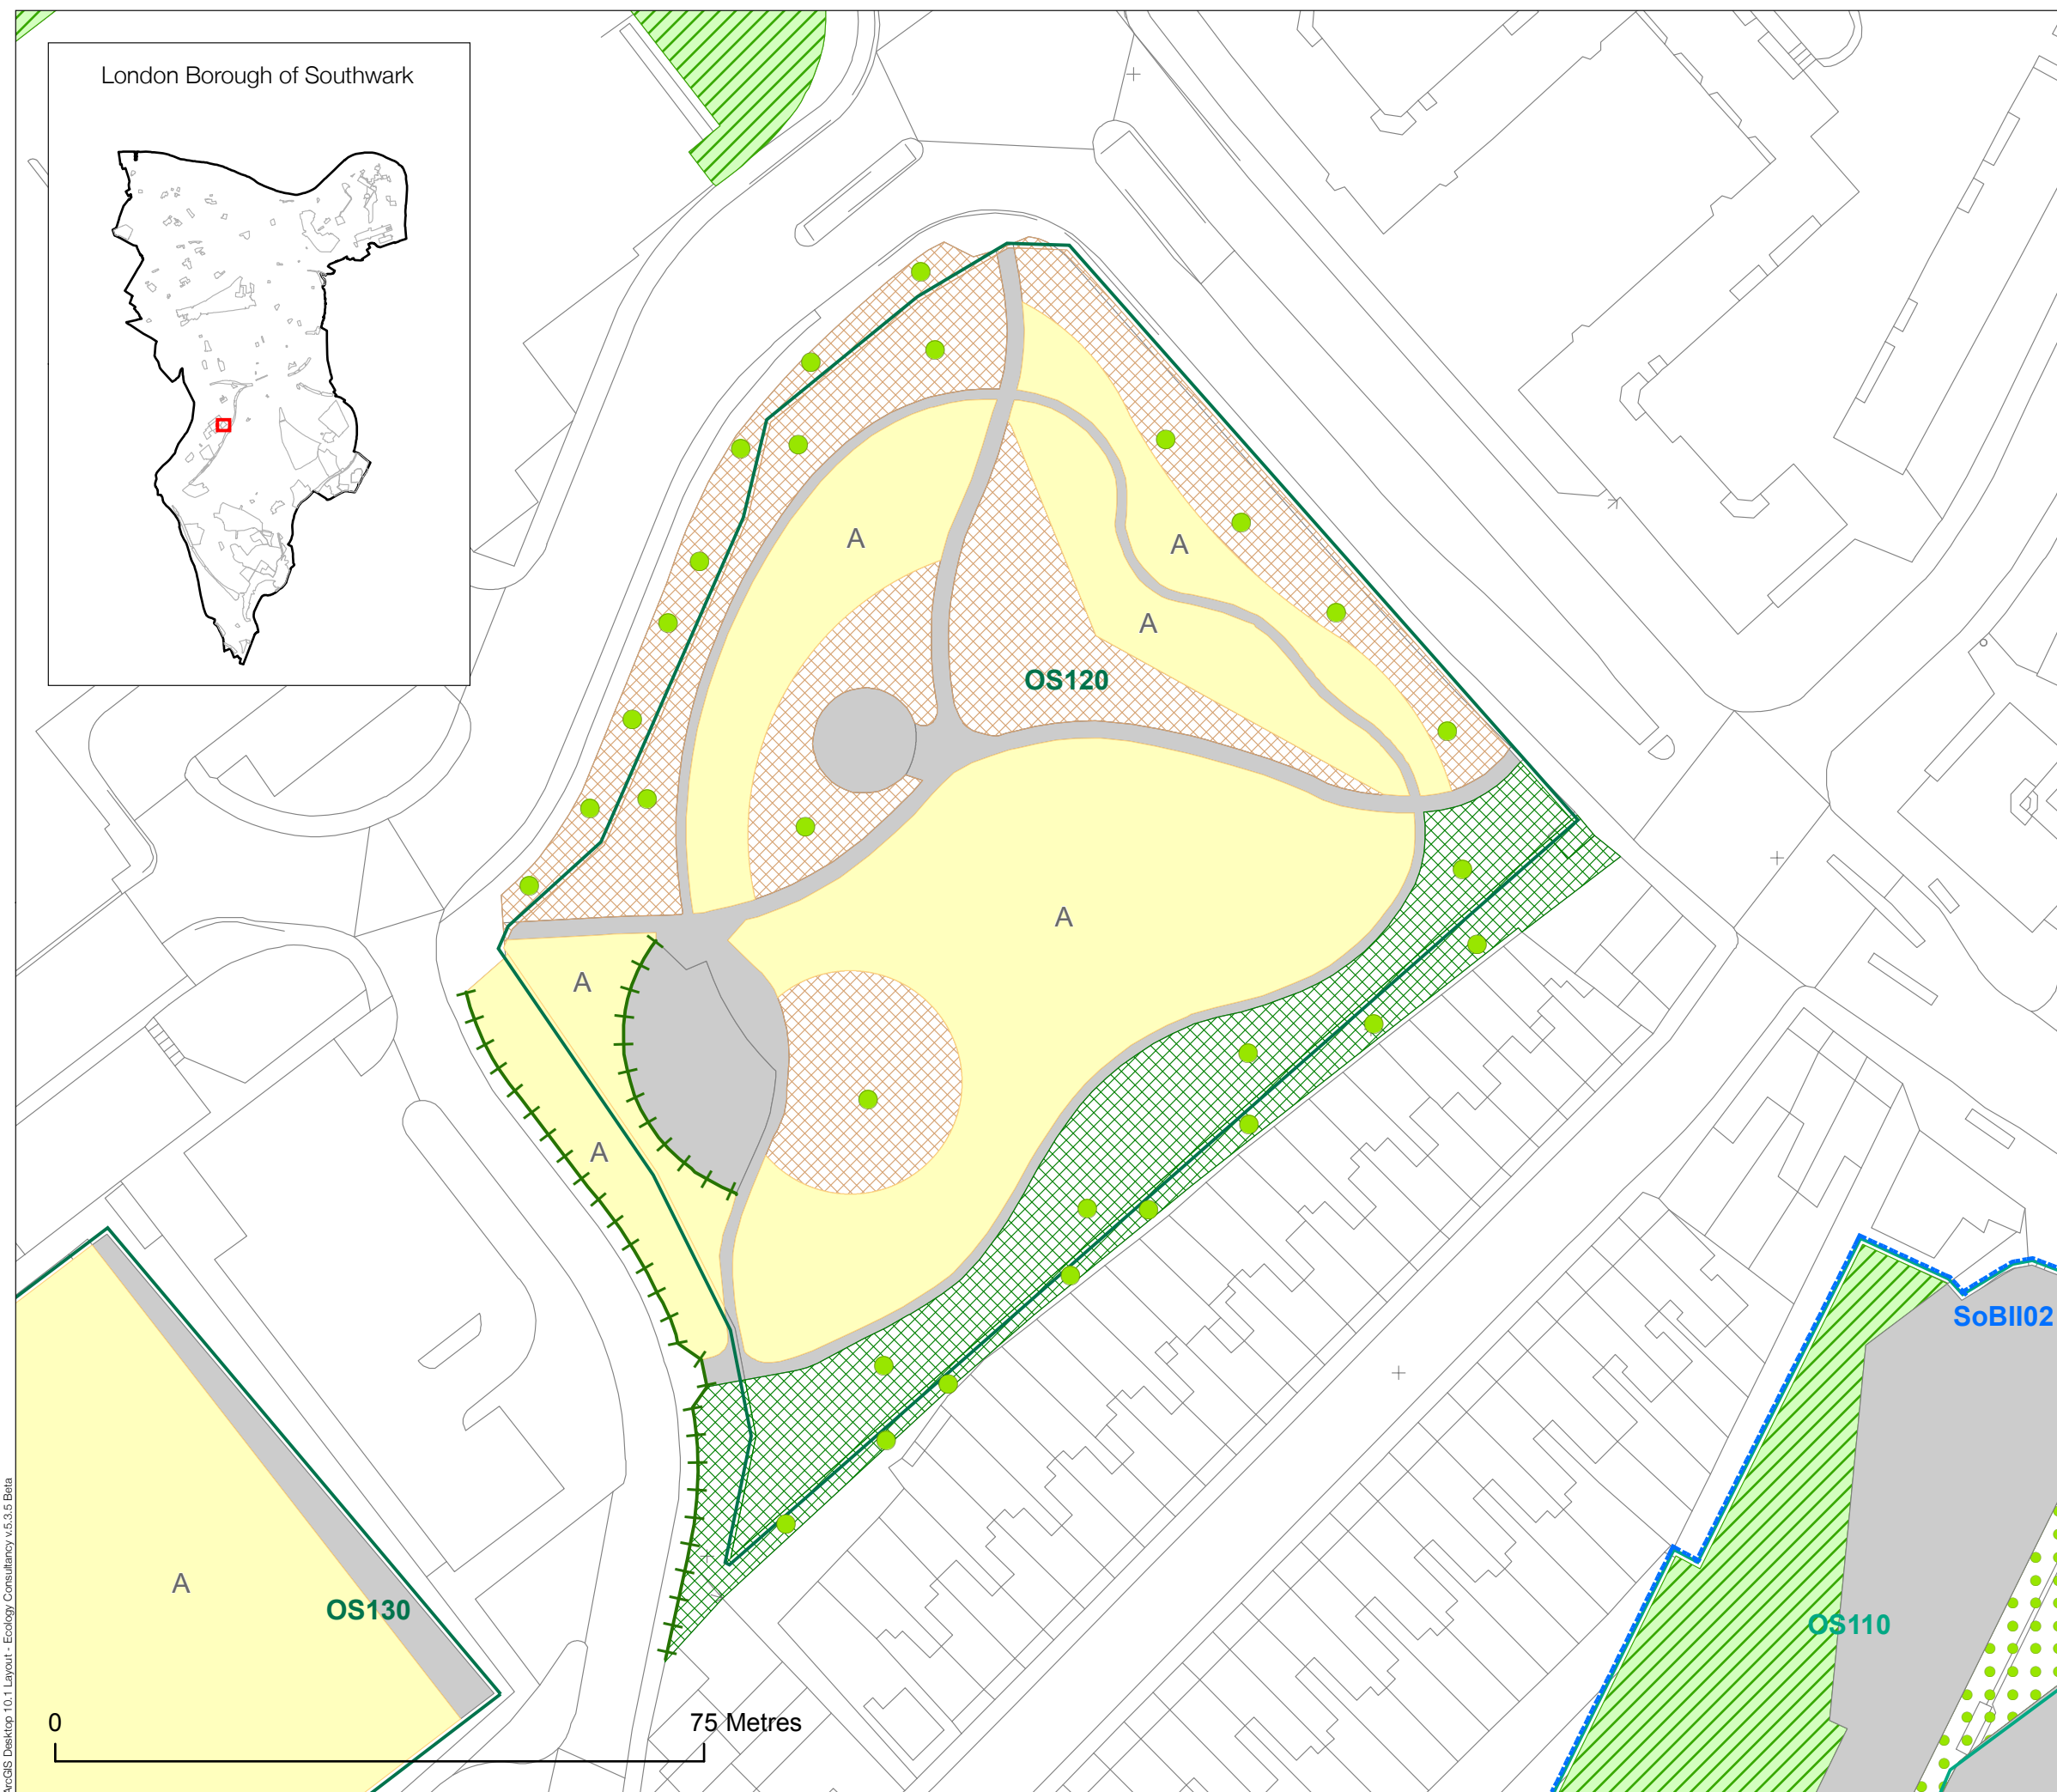 London Borough of Southwark
A
A
A
OS120
A
A
A
SoBII02
A
OS130
OS110
0
75 Metres
ArcGIS Desktop 10.1 Layout - Ecology Consultancy v.5.3.3.5 Beta